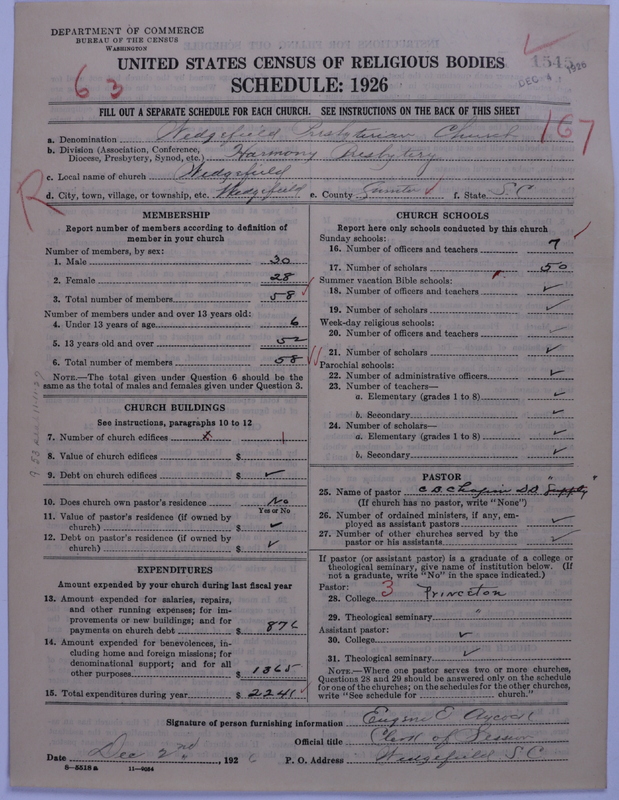 DEPARTMENT OF COMMERCE
BUREAU OF THE CENSUS
WASHINGTON
1545
DEC 6, 1926
UNITED STATES CENSUS OF RELIGIOUS BODIES
SCHEDULE: 1926
63
FILL OUT A SEPARATE SCHEDULE FOR EACH CHURCH. SEE INSTRUCTIONS ON THE BACK OF THIS SHEET
167
a. Denomination Wedgefield Presbyterian Church
b. Division (Association, Conference, Diocese, Presbytery, Synod, etc.) Harmony Presbytery
c. Local name of church Wedgefield
d. City, town, village, or township, etc. Wedgefield e. County Sumter f. State S.C.
R
MEMBERSHIP
Report number of members according to definition of
member in your church
Number of members, by sex:
1. Male 30
2. Female 28
3. Total number of members 58
Number of members under and over 13 years old:
4. Under 13 years of age 6
5. 13 years old and over 52
6. Total number of members 58
NOTE.—The total given under Question 6 should be the
same as the total of males and females given under Question 3.
CHURCH BUILDINGS
See instructions, paragraphs 10 to 12
7. Number of church edifices x 1
8. Value of church edifices $
9. Debt on church edifices $ ✓
10. Does church own pastor's residence No
Yes or No
11. Value of pastor's residence (if owned by
church) $ ✓
12. Debt on pastor's residence (if owned by
church) $ ✓
EXPENDITURES
Amount expended by your church during last fiscal year
13. Amount expended for salaries, repairs,
and other running expenses; for im-
provements or new buildings; and for
payments on church debt $ 876
14. Amount expended for benevolences, in-
cluding home and foreign missions; for
denominational support; and for all
other purposes $ 1365
15. Total expenditures during year $ 2241
CHURCH SCHOOLS
Report here only schools conducted by this church
Sunday schools:
16. Number of officers and teachers 7
17. Number of scholars 50
Summer vacation Bible schools:
18. Number of officers and teachers ✓
19. Number of scholars ✓
Week-day religious schools:
20. Number of officers and teachers ✓
21. Number of scholars ✓
Parochial schools:
22. Number of administrative officers ✓
23. Number of teachers—
a. Elementary (grades 1 to 8) ✓
b. Secondary ✓
24. Number of scholars—
a. Elementary (grades 1 to 8) ✓
b. Secondary ✓
PASTOR
25. Name of pastor C. B. Chapin D.D. "Supply"
(If church has no pastor, write "None")
26. Number of ordained ministers, if any, em-
ployed as assistant pastors ✓
27. Number of other churches served by the
pastor or his assistants ✓
If pastor (or assistant pastor) is a graduate of a college or
theological seminary, give name of institution below. (If
not a graduate, write "No" in the space indicated.)
Pastor:
28. College 3 Princeton
29. Theological seminary "
Assistant pastor:
30. College ✓
31. Theological seminary ✓
NOTE.—Where one pastor serves two or more churches,
Questions 28 and 29 should be answered only on the schedule
for one of the churches; on the schedules for the other churches,
write "See schedule for church."
Signature of person furnishing information Eugene E Aycock
Official title Clerk of Session
Date Dec 2nd, 1926 P. O. Address Wedgefield S.C
8—5518 a 11—9084